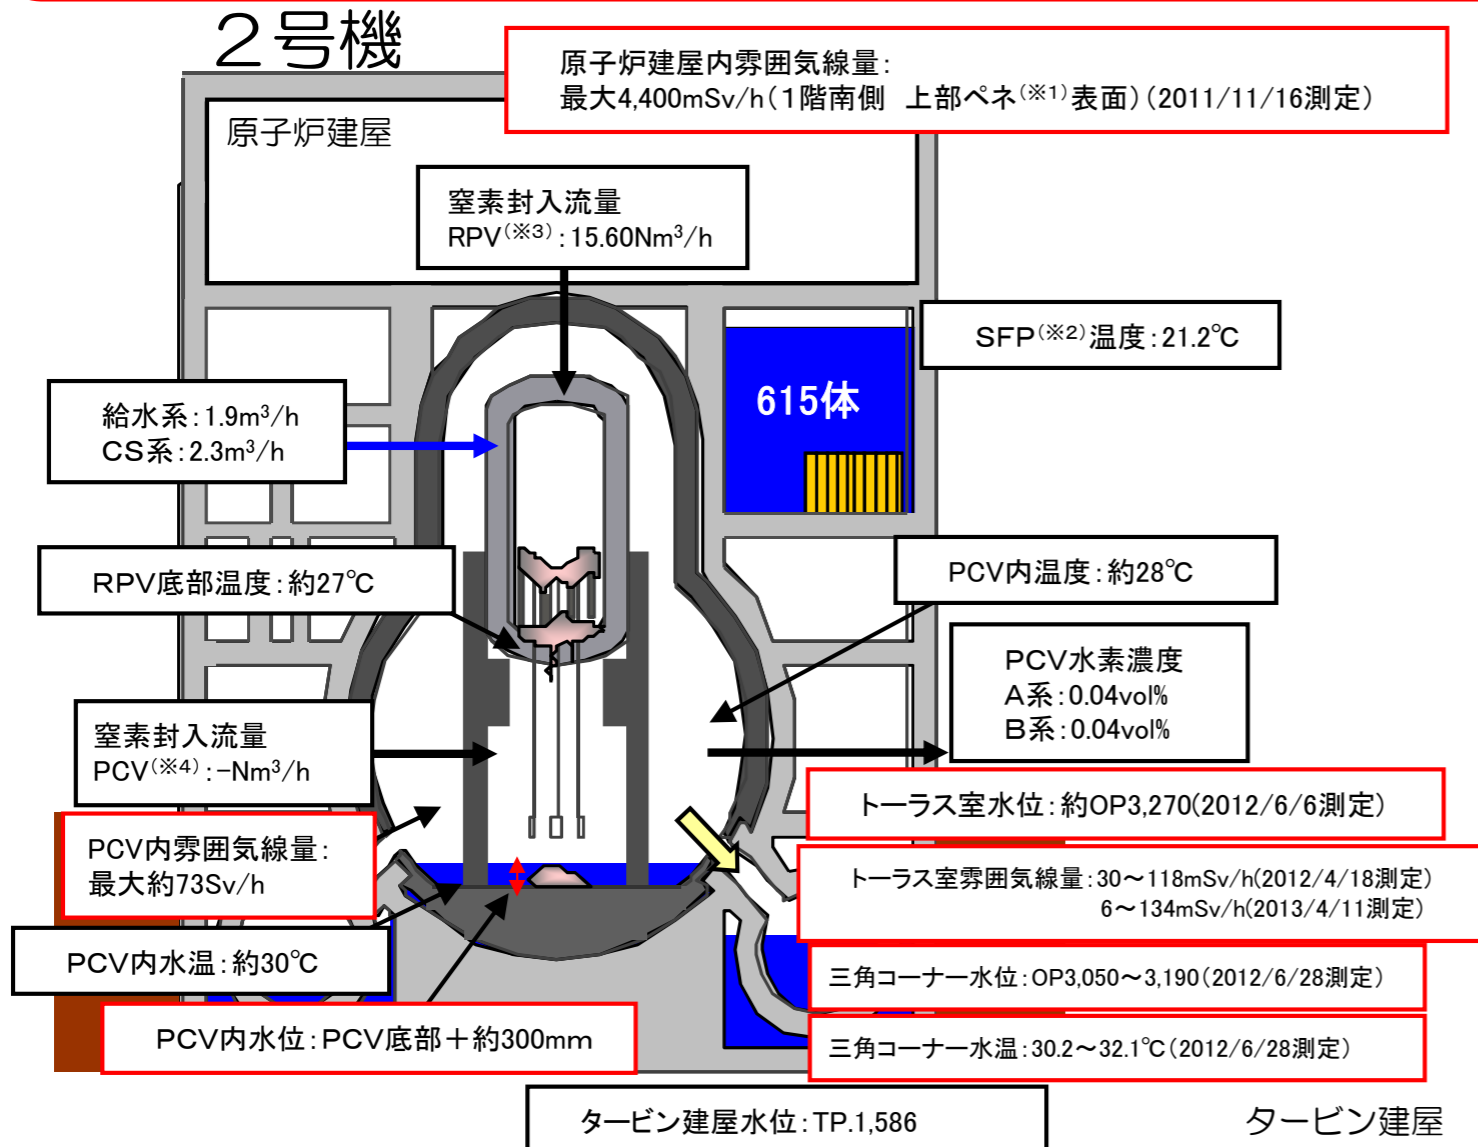 ２号機
原子炉建屋内雰囲気線量：
最大4,400mSv/h（１階南側　上部ペネ(※1)表面）（2011/11/16測定）
原子炉建屋
窒素封入流量
RPV(※3)：15.60Nm³/h
SFP(※2)温度：21.2℃
615体
給水系：1.9m³/h
CS系：2.3m³/h
RPV底部温度：約27℃
PCV内温度：約28℃
PCV水素濃度
A系：0.04vol%
B系：0.04vol%
窒素封入流量
PCV(※4)：-Nm³/h
トーラス室水位：約OP3,270(2012/6/6測定)
PCV内雰囲気線量：
最大約73Sv/h
トーラス室雰囲気線量：30～118mSv/h(2012/4/18測定)
6～134mSv/h(2013/4/11測定)
PCV内水温：約30℃
三角コーナー水位：OP3,050～3,190(2012/6/28測定)
PCV内水位：PCV底部＋約300mm
三角コーナー水温：30.2～32.1℃(2012/6/28測定)
タービン建屋水位：TP.1,586
タービン建屋